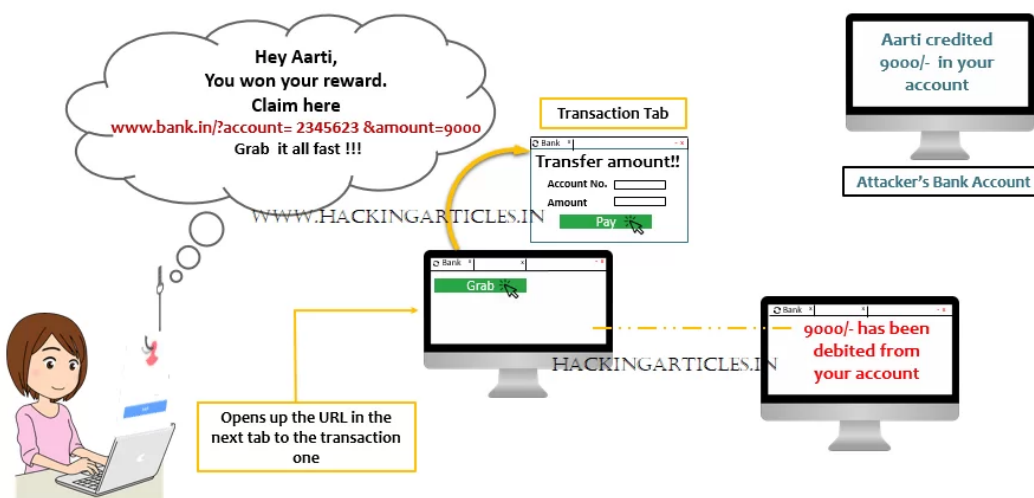 Hey Aarti,
You won your reward.
Claim here
www.bank.in/?account= 2345623 &amount=9000
Grab it all fast !!!
Transaction Tab
Bank x
- x
Transfer amount!!
Account No.
Amount
Pay
Aarti credited
9000/- in your
account
Attacker's Bank Account
WWW.HACKINGARTICLES.IN
Bank x x - x
Grab
Bank x x - x
9000/- has been
debited from
your account
HACKINGARTICLES.IN
Opens up the URL in the
next tab to the transaction
one